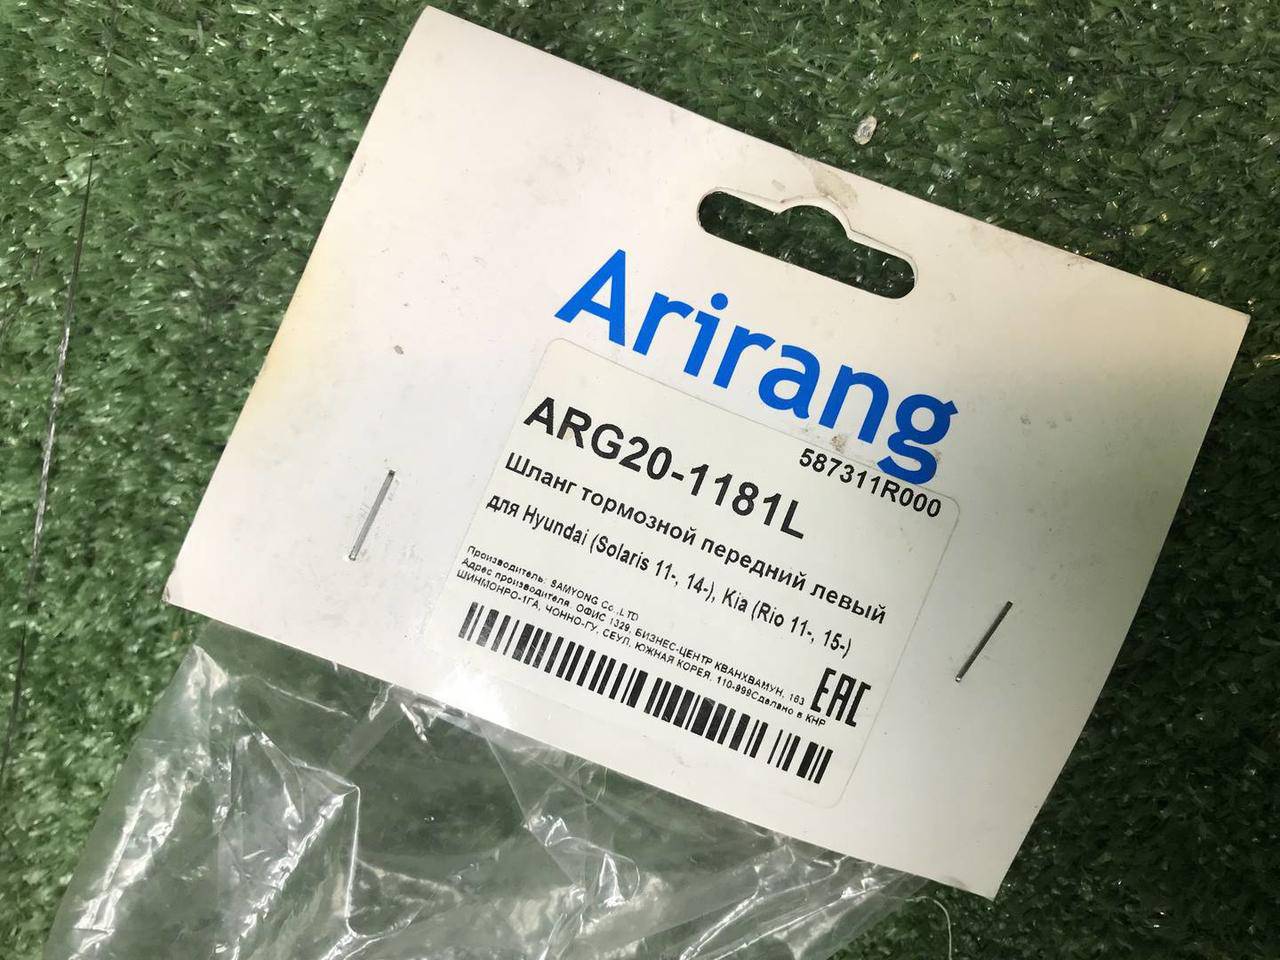 Arirang
587311R000
ARG20-1181L
Шланг тормозной передний левый
для Hyundai (Solaris 11-, 14-), Kia (Rio 11-, 15-)
Производитель: SAMYONG Co.,LTD
Адрес производителя: ОФИС 1329, БИЗНЕС-ЦЕНТР КВАНХВАМУН, 163
ШИНМОНРО-1ГА, ЧОННО-ГУ, СЕУЛ, ЮЖНАЯ КОРЕЯ, 110-999Сделано в КНР
EAC